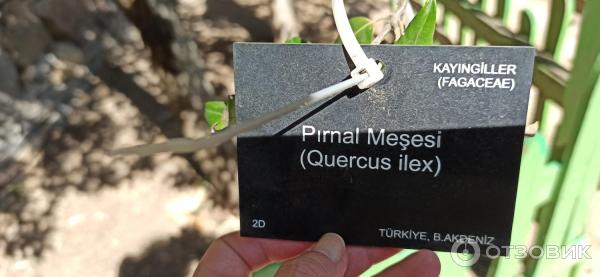 KAYINGİLLER
(FAGACEAE)
Pırnal Meşesi
(Quercus ilex)
2D
TÜRKİYE, B.AKDENİZ
ОТЗОВИК